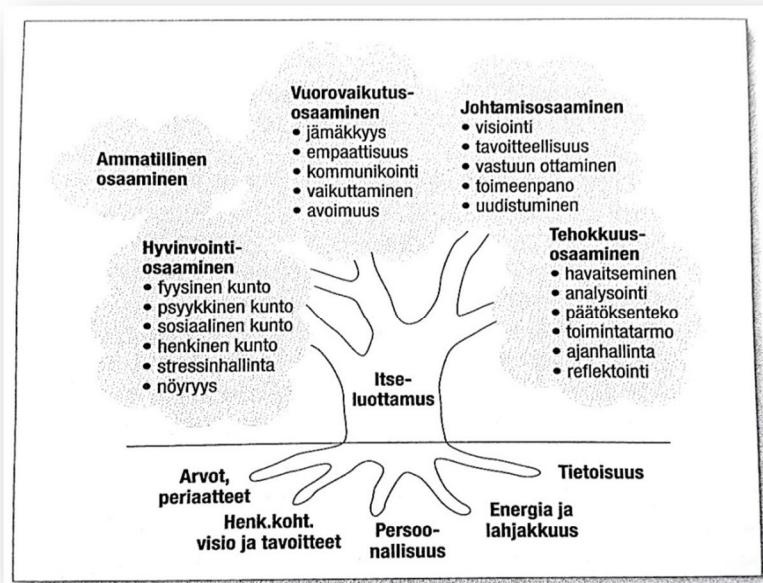 Ammatillinen
osaaminen
Vuorovaikutus-
osaaminen
• jämäkkyys
• empaattisuus
• kommunikointi
• vaikuttaminen
• avoimuus
Johtamisosaaminen
• visiointi
• tavoitteellisuus
• vastuun ottaminen
• toimeenpano
• uudistuminen
Hyvinvointi-
osaaminen
• fyysinen kunto
• psyykkinen kunto
• sosiaalinen kunto
• henkinen kunto
• stressinhallinta
• nöyryys
Tehokkuus-
osaaminen
• havaitseminen
• analysointi
• päätöksenteko
• toimintatarmo
• ajanhallinta
• reflektointi
Itse-
luottamus
Arvot,
periaatteet
Henk.koht.
visio ja tavoitteet
Persoo-
nallisuus
Energia ja
lahjakkuus
Tietoisuus